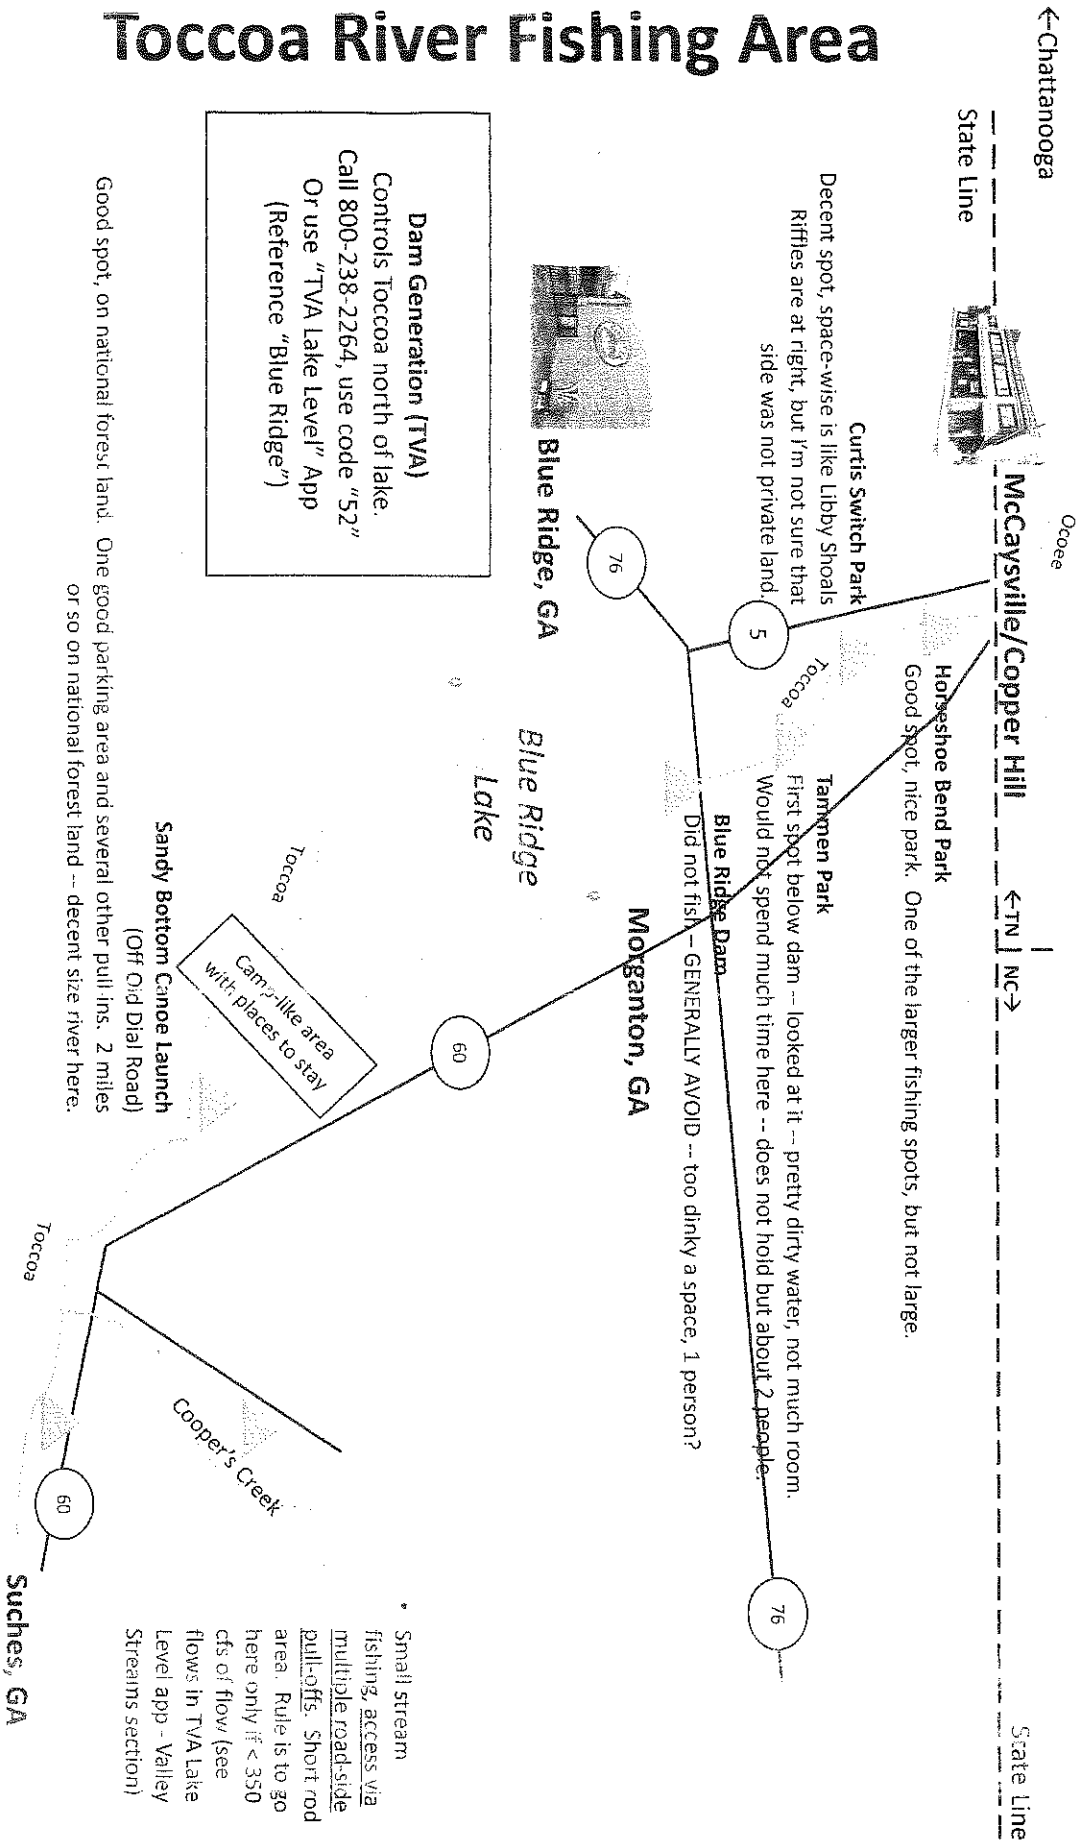 Toccoa River Fishing Area
←Chattanooga
State Line
Ocoee
McCaysville/Copper Hill
←TN | NC→
State Line
Horseshoe Bend Park
Good spot, nice park.  One of the larger fishing spots, but not large.
Curtis Switch Park
Decent spot, space-wise is like Libby Shoals
Riffles are at right, but I'm not sure that
side was not private land.
5
Toccoa
Tammen Park
First spot below dam -- looked at it -- pretty dirty water, not much room.
Would not spend much time here -- does not hold but about 2 people.
76
Blue Ridge Dam
Did not fish – GENERALLY AVOID -- too dinky a space, 1 person?
76
Blue Ridge, GA
Morganton, GA
Blue Ridge
Lake
60
Dam Generation (TVA)
Controls Toccoa north of lake.
Call 800-238-2264, use code "52"
Or use "TVA Lake Level" App
(Reference "Blue Ridge")
Toccoa
Camp-like area
with places to stay
Sandy Bottom Canoe Launch
(Off Old Dial Road)
Good spot, on national forest land.  One good parking area and several other pull-ins.  2 miles
or so on national forest land -- decent size river here.
Toccoa
Cooper's Creek
60
Suches, GA
* Small stream
fishing, access via
multiple road-side
pull-offs.  Short rod
area.  Rule is to go
here only if < 350
cfs of flow (see
flows in TVA Lake
Level app - Valley
Streams section)